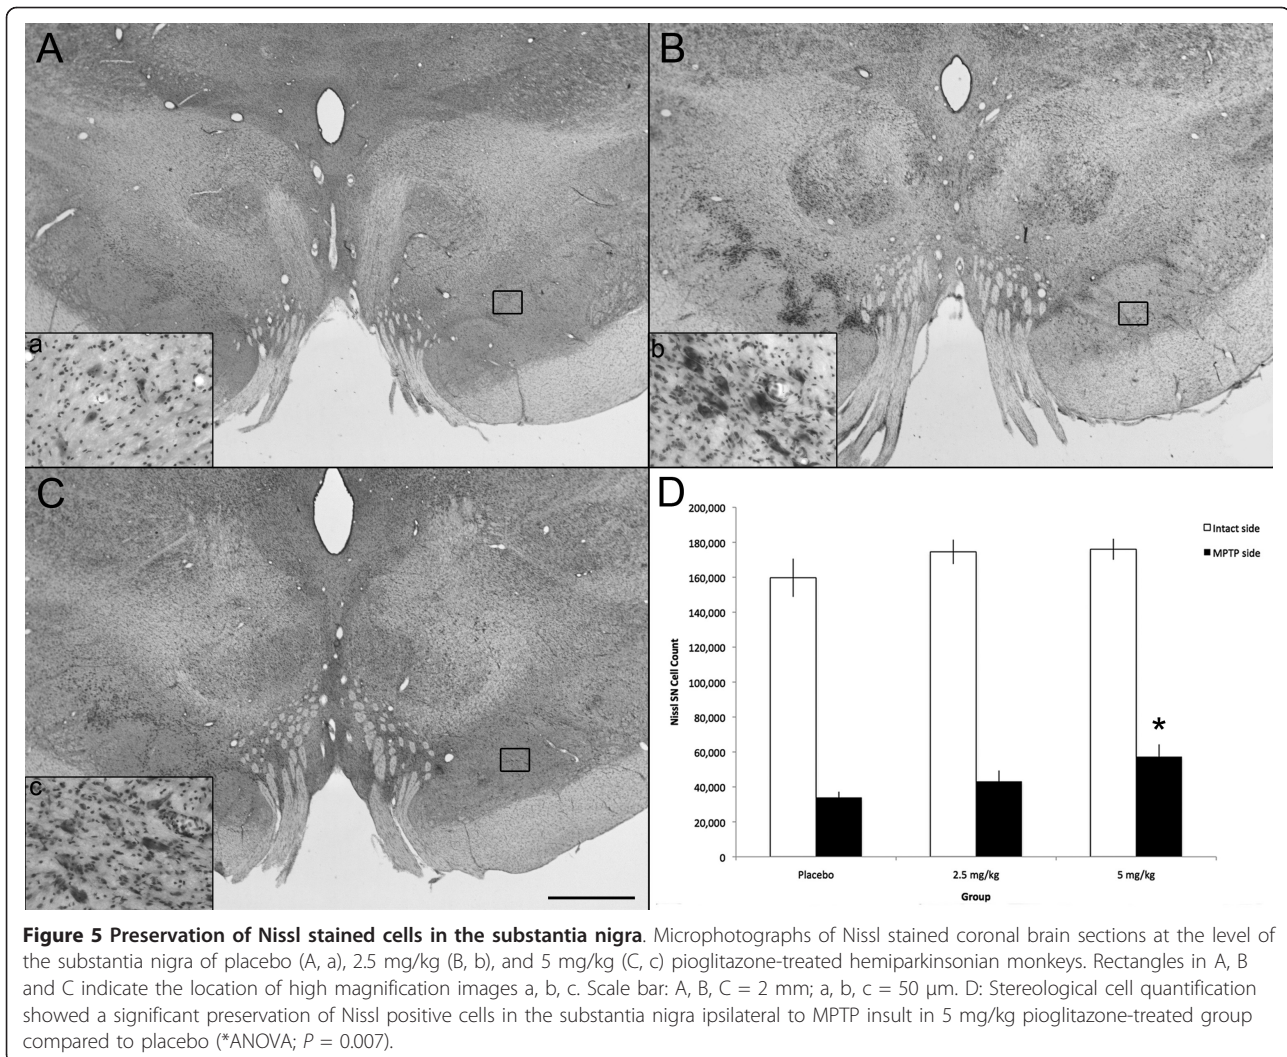 A
B
a
b
C
c
D
200,000
180,000
160,000
140,000
120,000
100,000
80,000
60,000
40,000
20,000
0
Nissl SN Cell Count
Intact side
MPTP side
*
Placebo
2.5 mg/kg
5 mg/kg
Group
Figure 5 Preservation of Nissl stained cells in the substantia nigra. Microphotographs of Nissl stained coronal brain sections at the level of
the substantia nigra of placebo (A, a), 2.5 mg/kg (B, b), and 5 mg/kg (C, c) pioglitazone-treated hemiparkinsonian monkeys. Rectangles in A, B
and C indicate the location of high magnification images a, b, c. Scale bar: A, B, C = 2 mm; a, b, c = 50 μm. D: Stereological cell quantification
showed a significant preservation of Nissl positive cells in the substantia nigra ipsilateral to MPTP insult in 5 mg/kg pioglitazone-treated group
compared to placebo (*ANOVA; P = 0.007).